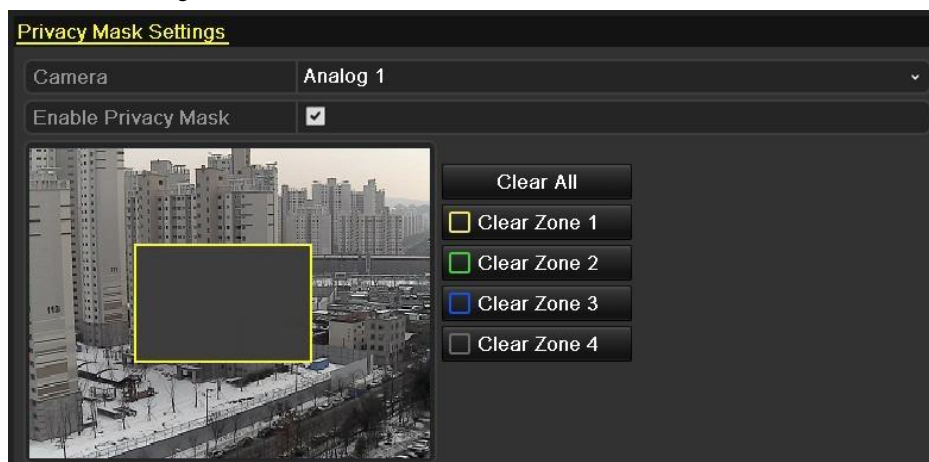 Privacy Mask Settings
Camera Analog 1
Enable Privacy Mask
Clear All
Clear Zone 1
Clear Zone 2
Clear Zone 3
Clear Zone 4
113